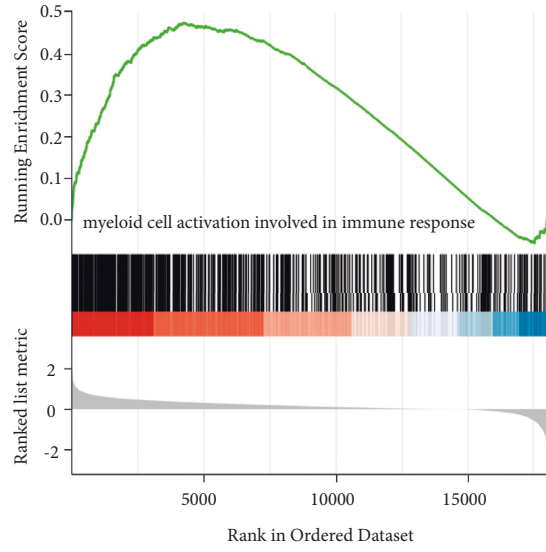 Running Enrichment Score
0.5
0.4
0.3
0.2
0.1
0.0
myeloid cell activation involved in immune response
Ranked list metric
2
0
-2
5000 10000 15000
Rank in Ordered Dataset